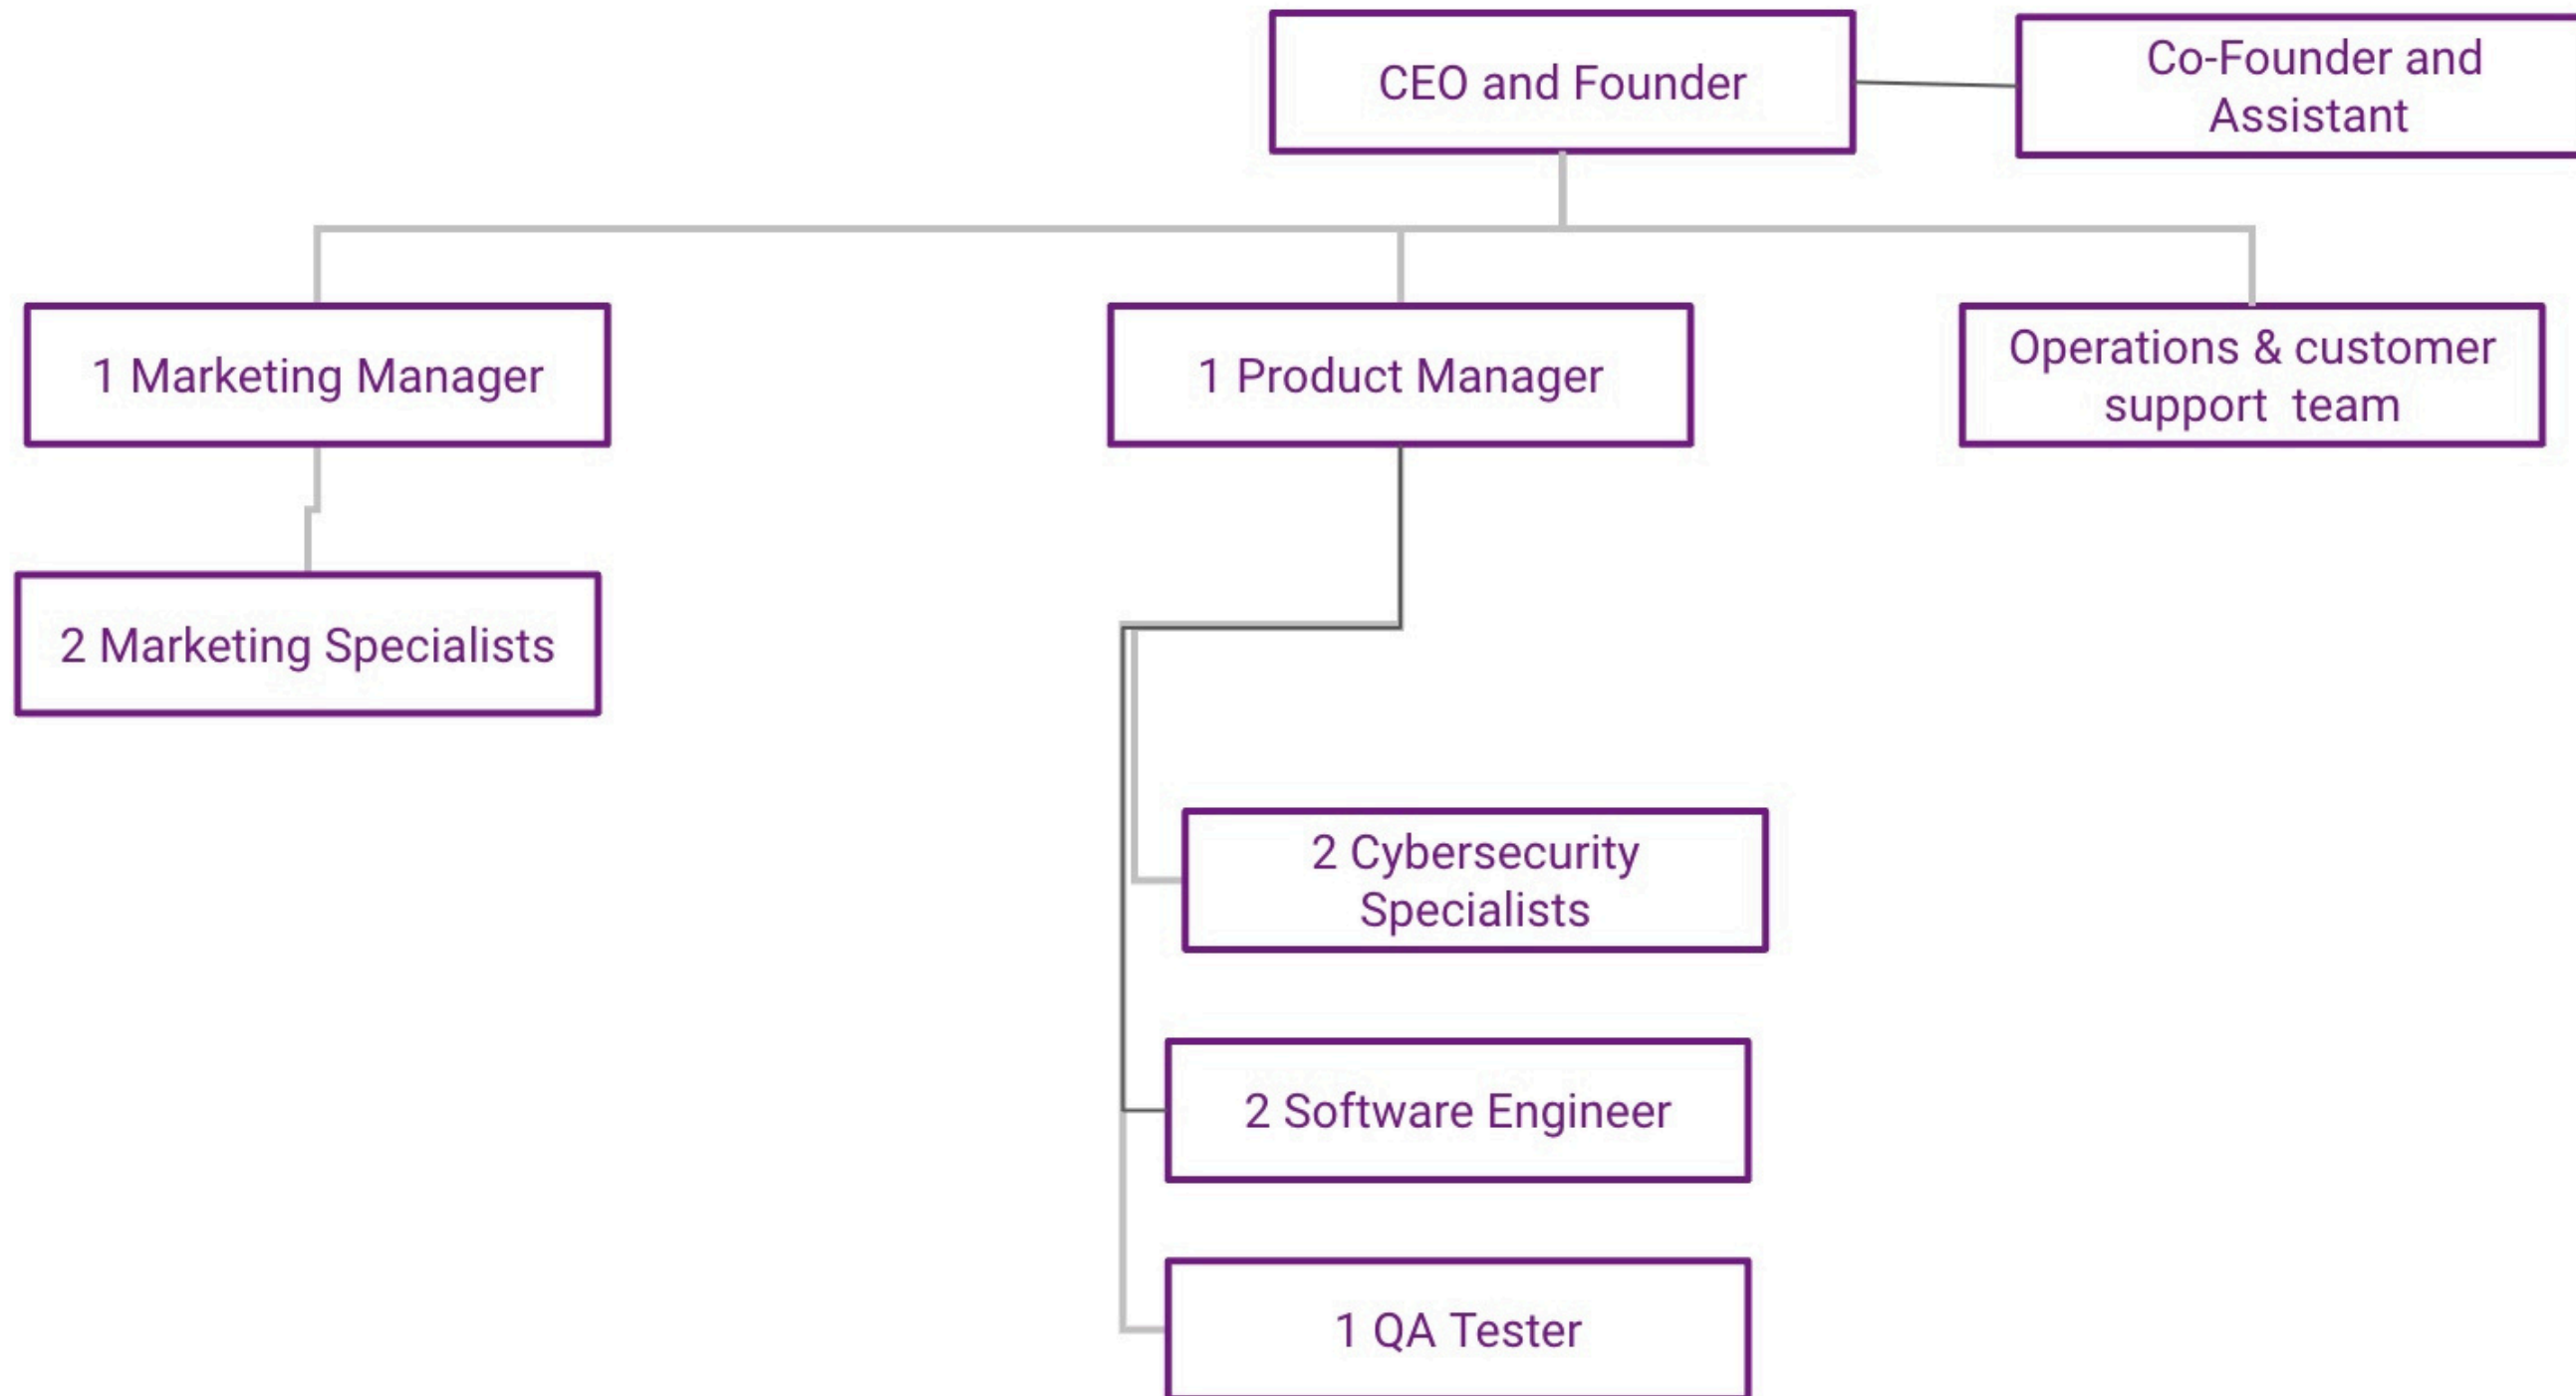 CEO and Founder
Co-Founder and
Assistant
1 Marketing Manager
1 Product Manager
Operations & customer
support  team
2 Marketing Specialists
2 Cybersecurity
Specialists
2 Software Engineer
1 QA Tester